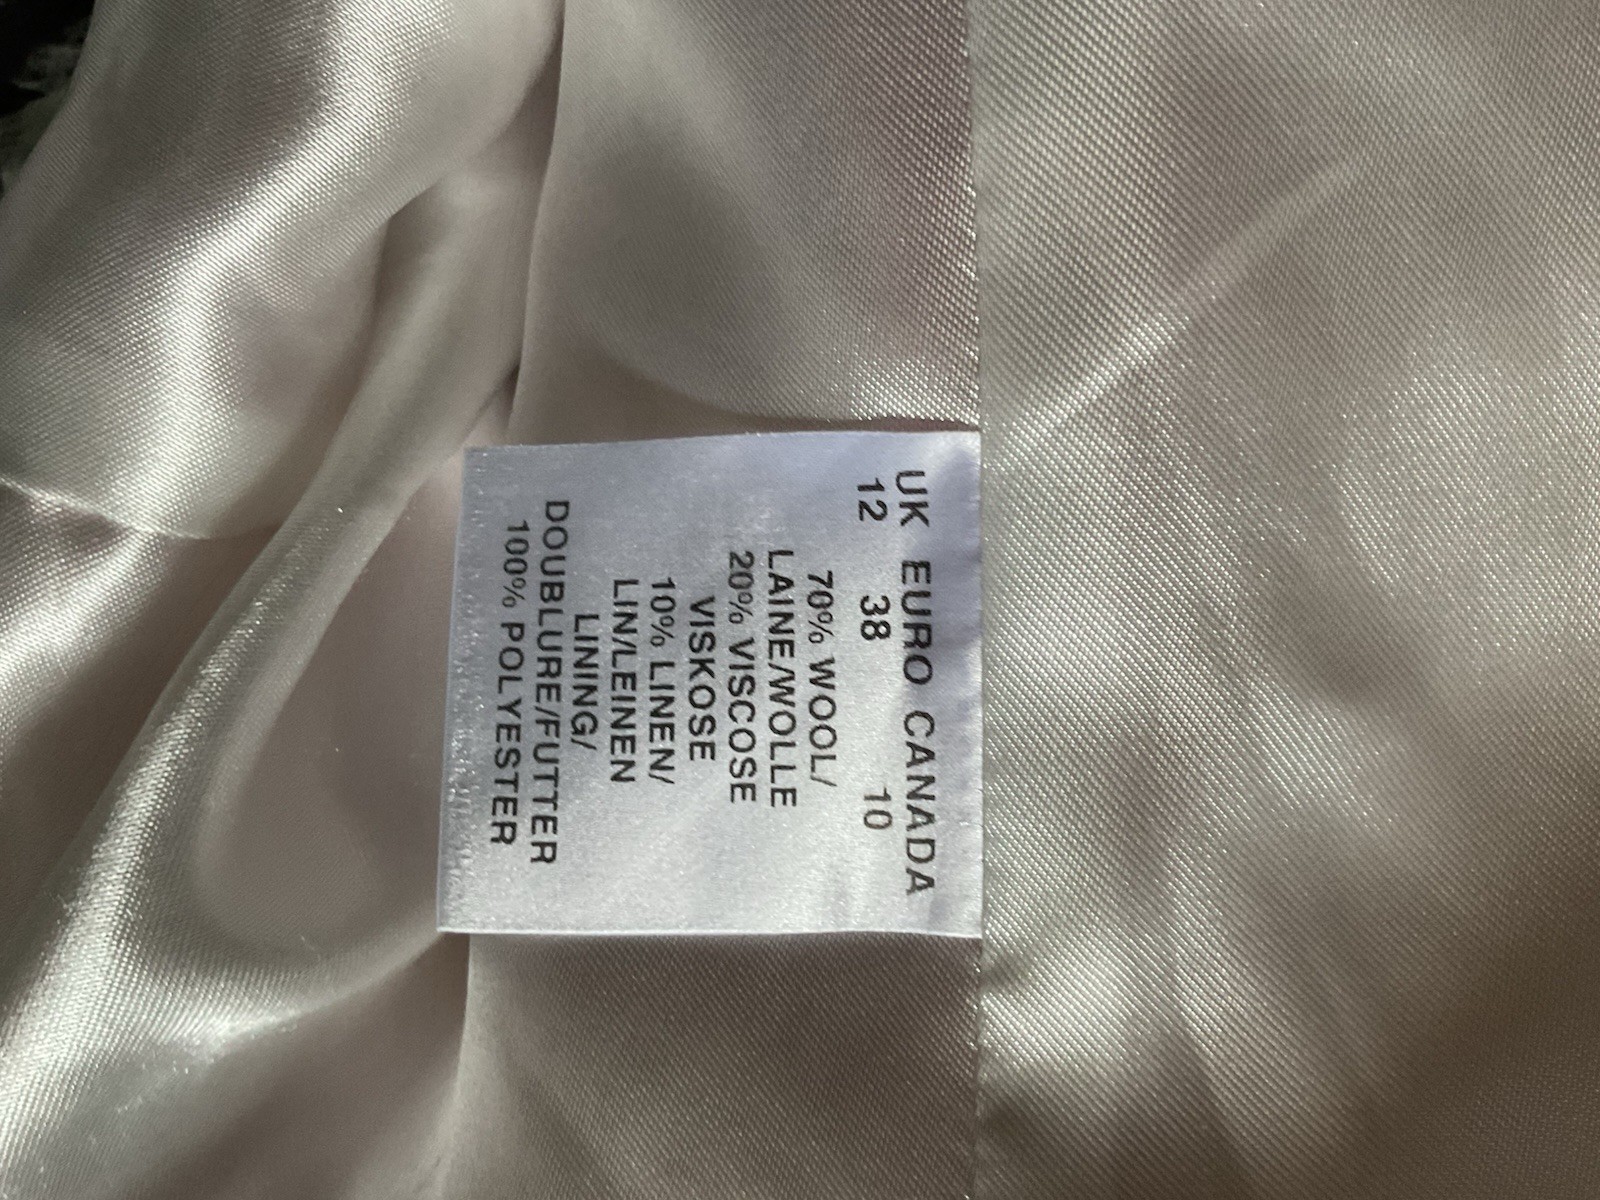 UK EURO CANADA
12 38 10
70% WOOL/
LAINE/WOLLE
20% VISCOSE
VISKOSE
10% LINEN/
LIN/LEINEN
LINING/
DOUBLURE/FUTTER
100% POLYESTER